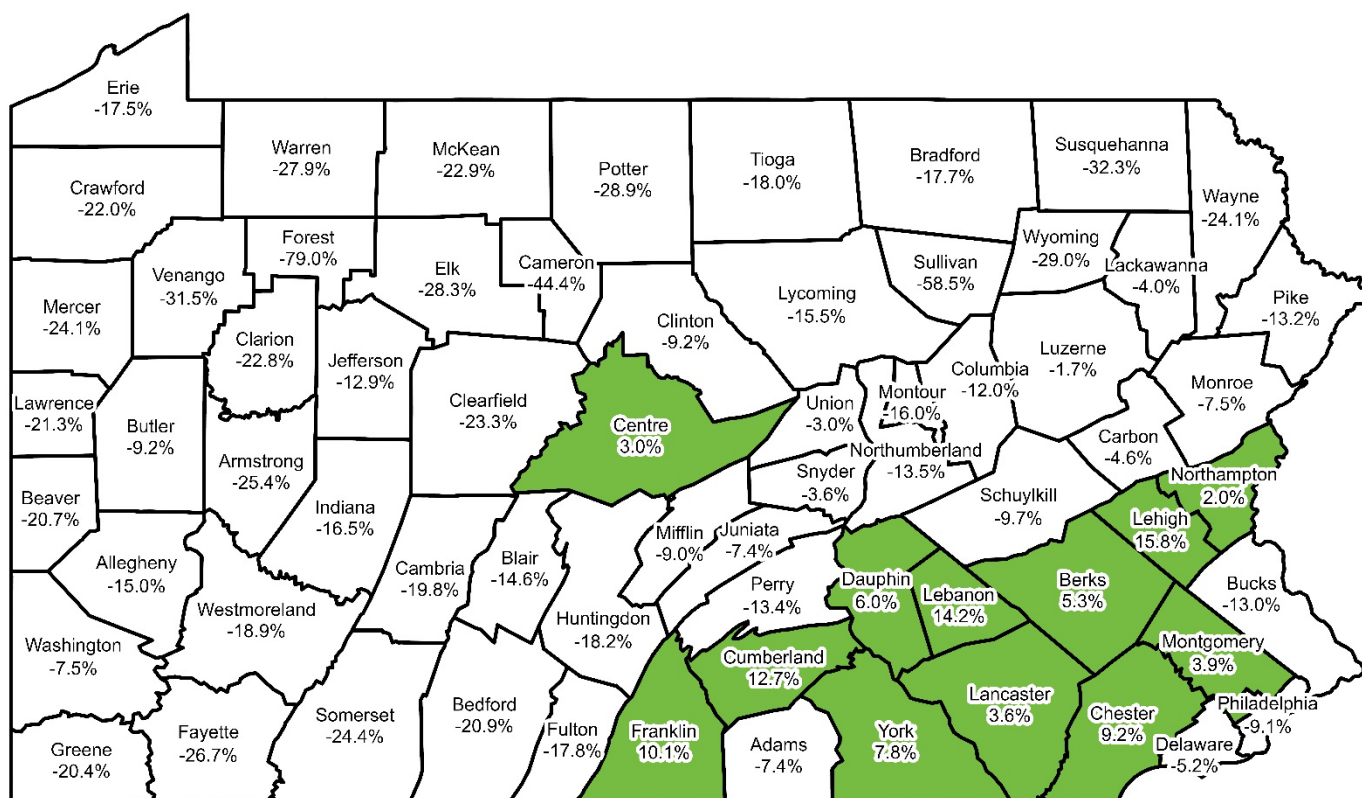 Erie
-17.5%
Warren
-27.9%
McKean
-22.9%
Potter
-28.9%
Tioga
-18.0%
Bradford
-17.7%
Susquehanna
-32.3%
Wayne
-24.1%
Crawford
-22.0%
Forest
-79.0%
Venango
-31.5%
Elk
-28.3%
Cameron
-44.4%
Wyoming
-29.0%
Sullivan
-58.5%
Lackawanna
-4.0%
Mercer
-24.1%
Clarion
-22.8%
Jefferson
-12.9%
Clinton
-9.2%
Lycoming
-15.5%
Pike
-13.2%
Luzerne
-1.7%
Columbia
-12.0%
Monroe
-7.5%
Lawrence
-21.3%
Butler
-9.2%
Clearfield
-23.3%
Centre
3.0%
Union
-3.0%
Montour
-16.0%
Carbon
-4.6%
Armstrong
-25.4%
Northumberland
-13.5%
Snyder
-3.6%
Northampton
2.0%
Beaver
-20.7%
Indiana
-16.5%
Schuylkill
-9.7%
Lehigh
15.8%
Allegheny
-15.0%
Cambria
-19.8%
Blair
-14.6%
Mifflin
-9.0%
Juniata
-7.4%
Perry
-13.4%
Dauphin
6.0%
Lebanon
14.2%
Berks
5.3%
Bucks
-13.0%
Westmoreland
-18.9%
Huntingdon
-18.2%
Washington
-7.5%
Cumberland
12.7%
Montgomery
3.9%
Lancaster
3.6%
Philadelphia
-9.1%
Chester
9.2%
Bedford
-20.9%
Somerset
-24.4%
Fayette
-26.7%
Greene
-20.4%
Fulton
-17.8%
Franklin
10.1%
Adams
-7.4%
York
7.8%
Delaware
-5.2%